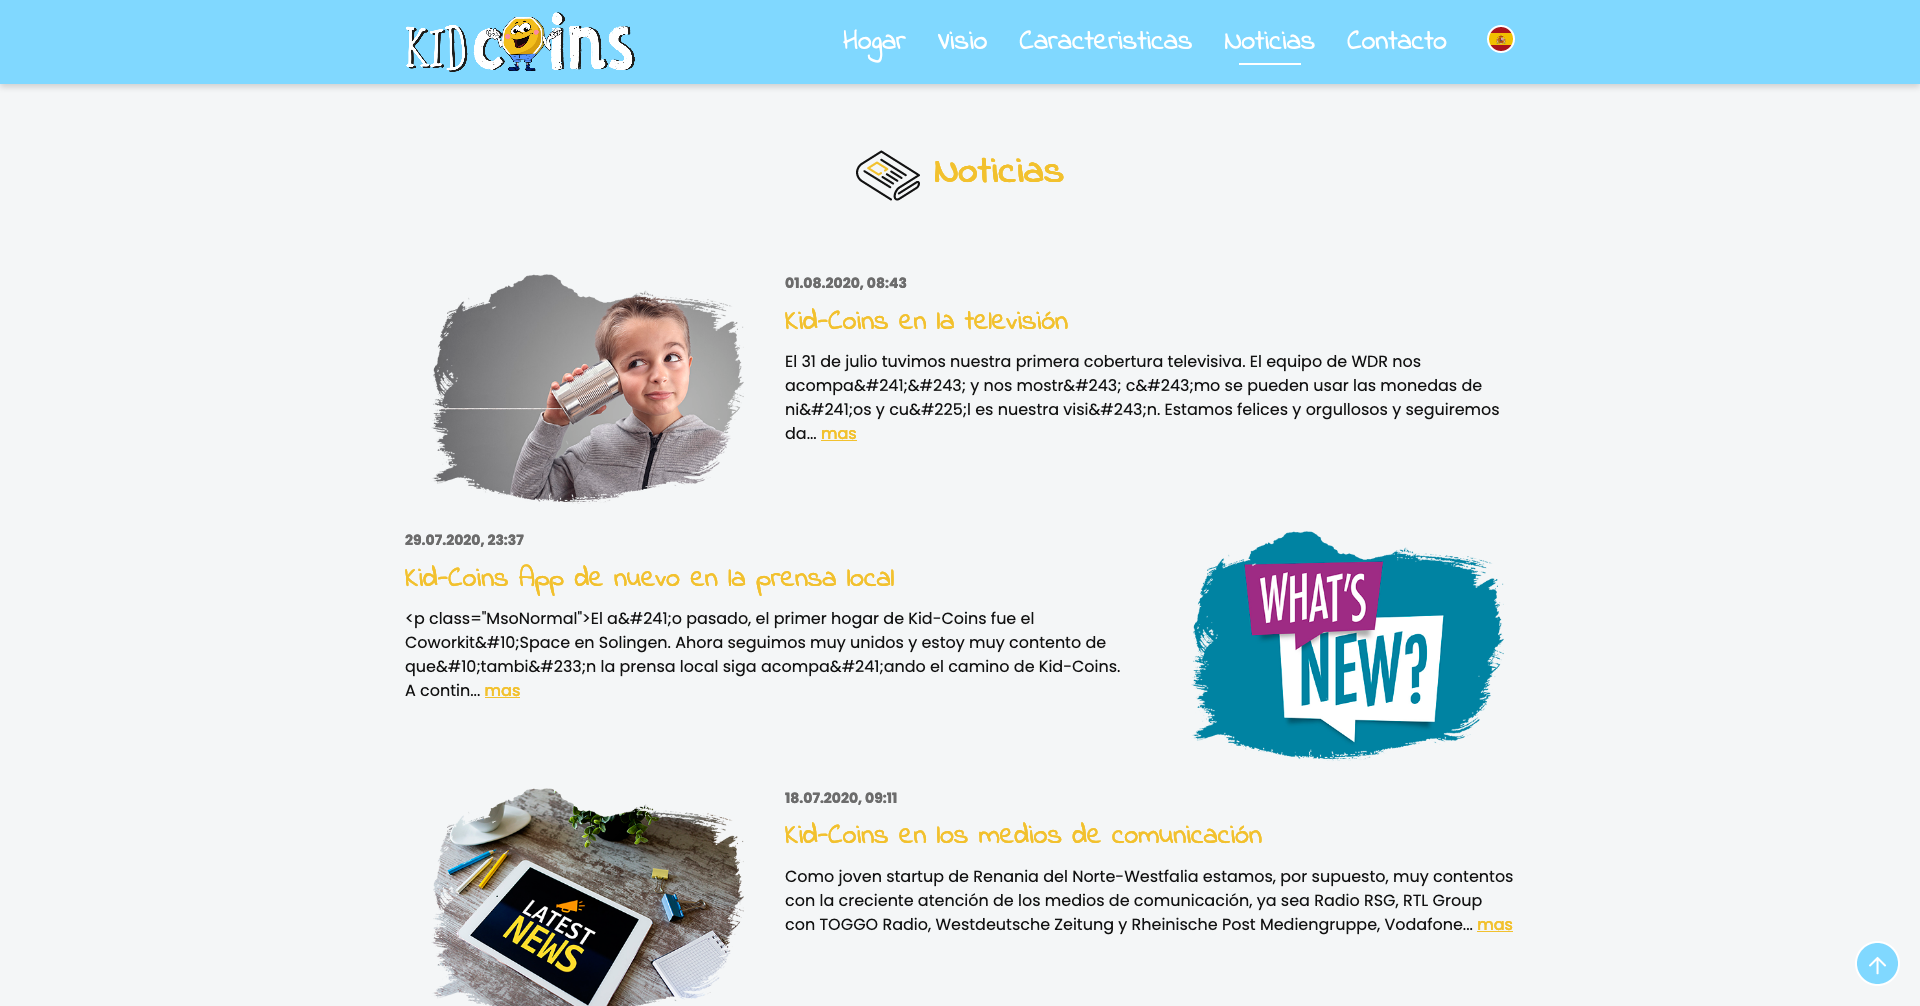 KID coins
Hogar
Visio
Caracteristicas
Noticias
Contacto
Noticias
01.08.2020, 08:43
Kid-Coins en la televisión
El 31 de julio tuvimos nuestra primera cobertura televisiva. El equipo de WDR nos
acompa&#241;&#243; y nos mostr&#243; c&#243;mo se pueden usar las monedas de
ni&#241;os y cu&#225;l es nuestra visi&#243;n. Estamos felices y orgullosos y seguiremos
da... mas
29.07.2020, 23:37
Kid-Coins App de nuevo en la prensa local
<p class="MsoNormal">El a&#241;o pasado, el primer hogar de Kid-Coins fue el
Coworkit&#10;Space en Solingen. Ahora seguimos muy unidos y estoy muy contento de
que&#10;tambi&#233;n la prensa local siga acompa&#241;ando el camino de Kid-Coins.
A contin... mas
WHAT'S
NEW?
18.07.2020, 09:11
Kid-Coins en los medios de comunicación
Como joven startup de Renania del Norte-Westfalia estamos, por supuesto, muy contentos
con la creciente atención de los medios de comunicación, ya sea Radio RSG, RTL Group
con TOGGO Radio, Westdeutsche Zeitung y Rheinische Post Mediengruppe, Vodafone... mas
LATEST
NEWS